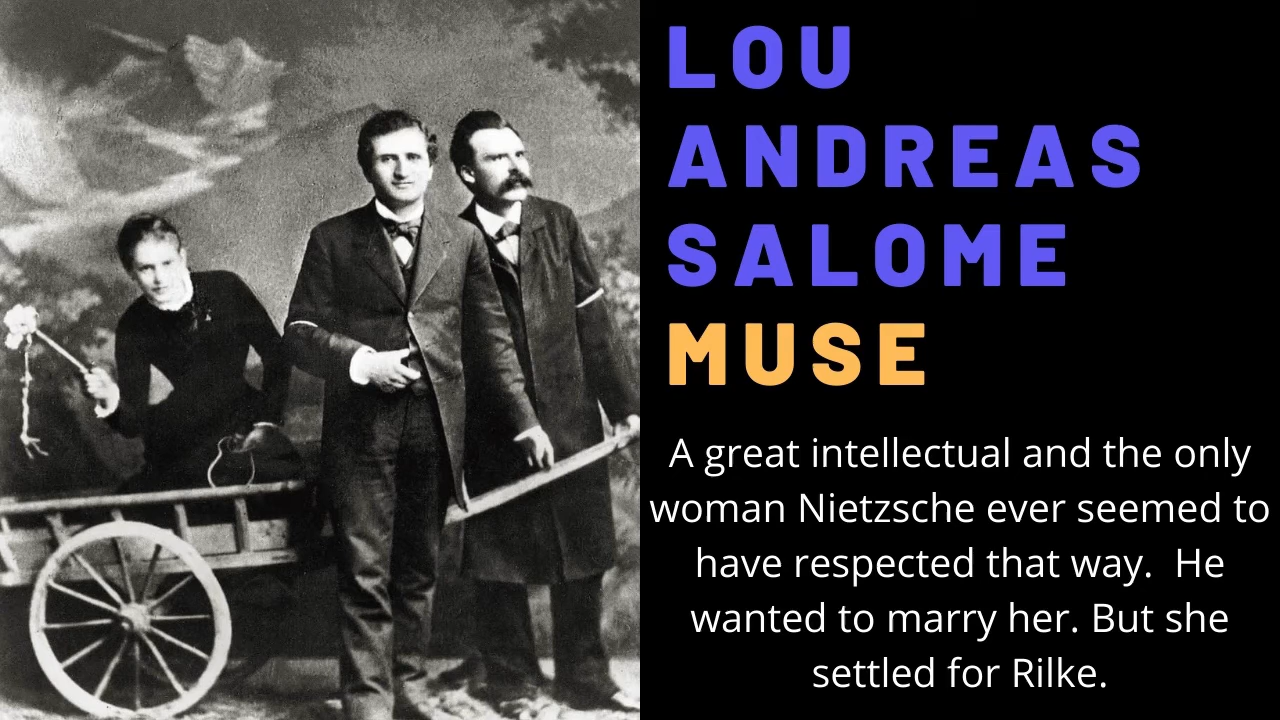 LOU
ANDREAS
SALOME
MUSE
A great intellectual and the only
woman Nietzsche ever seemed to
have respected that way.  He
wanted to marry her. But she
settled for Rilke.